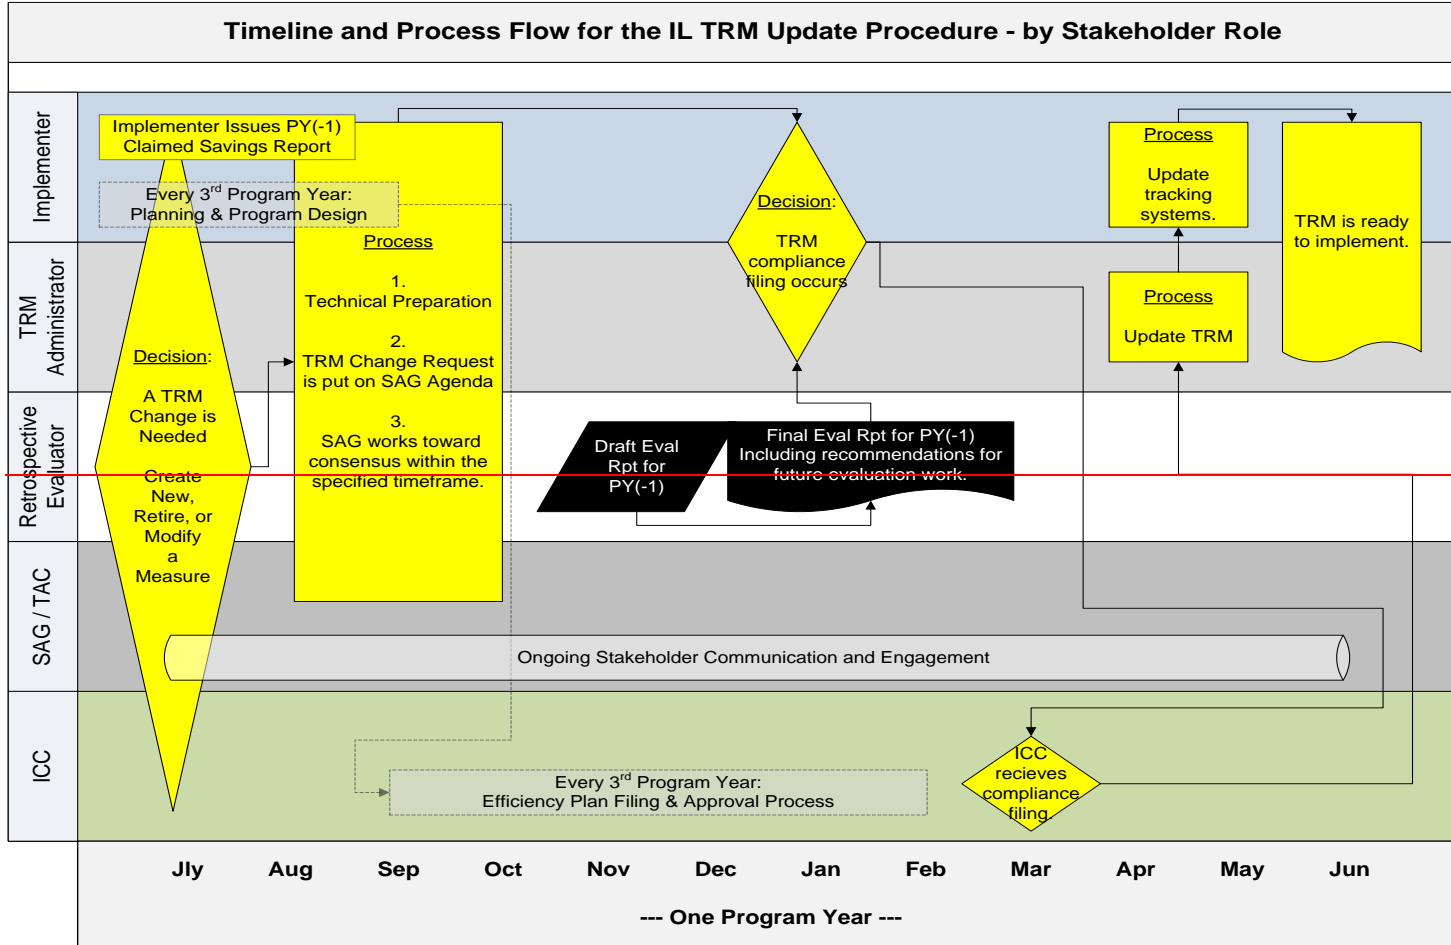 Timeline and Process Flow for the IL TRM Update Procedure - by Stakeholder Role
Implementer
Implementer Issues PY(-1)
Claimed Savings Report
Every 3rd Program Year:
Planning & Program Design
Process
1.
Technical Preparation
2.
TRM Change Request
is put on SAG Agenda
3.
SAG works toward
consensus within the
specified timeframe.
Decision:
TRM
compliance
filing occurs
Process
Update
tracking
systems.
TRM is ready
to implement.
TRM
Administrator
Decision:
A TRM
Change is
Needed
Create
New,
Retire, or
Modify
a
Measure
Process
Update TRM
Retrospective
Evaluator
Draft Eval
Rpt for
PY(-1)
Final Eval Rpt for PY(-1)
Including recommendations for
future evaluation work.
SAG / TAC
Ongoing Stakeholder Communication and Engagement
ICC
Every 3rd Program Year:
Efficiency Plan Filing & Approval Process
ICC
recieves
compliance
filing.
Jly Aug Sep Oct Nov Dec Jan Feb Mar Apr May Jun
--- One Program Year ---